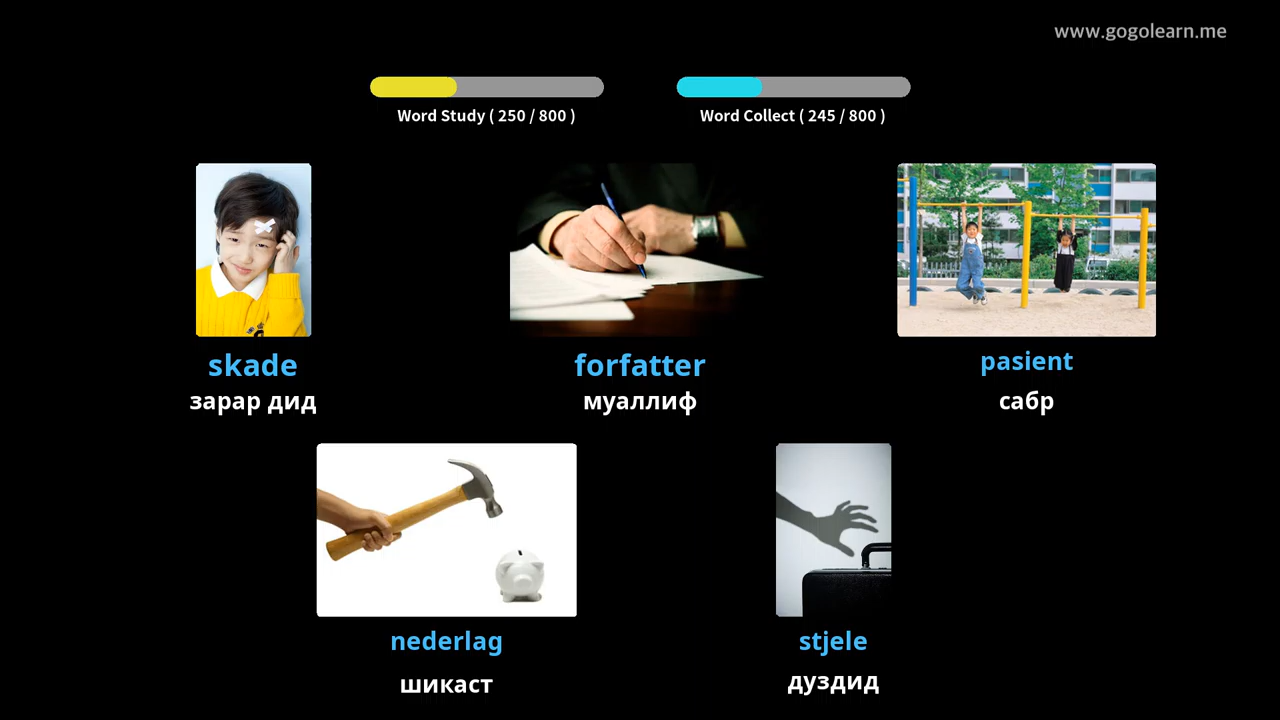 www.gogolearn.me
Word Study ( 250 / 800 )
Word Collect ( 245 / 800 )
skade
зарар дид
forfatter
муаллиф
pasient
сабр
nederlag
шикаст
stjele
дуздид